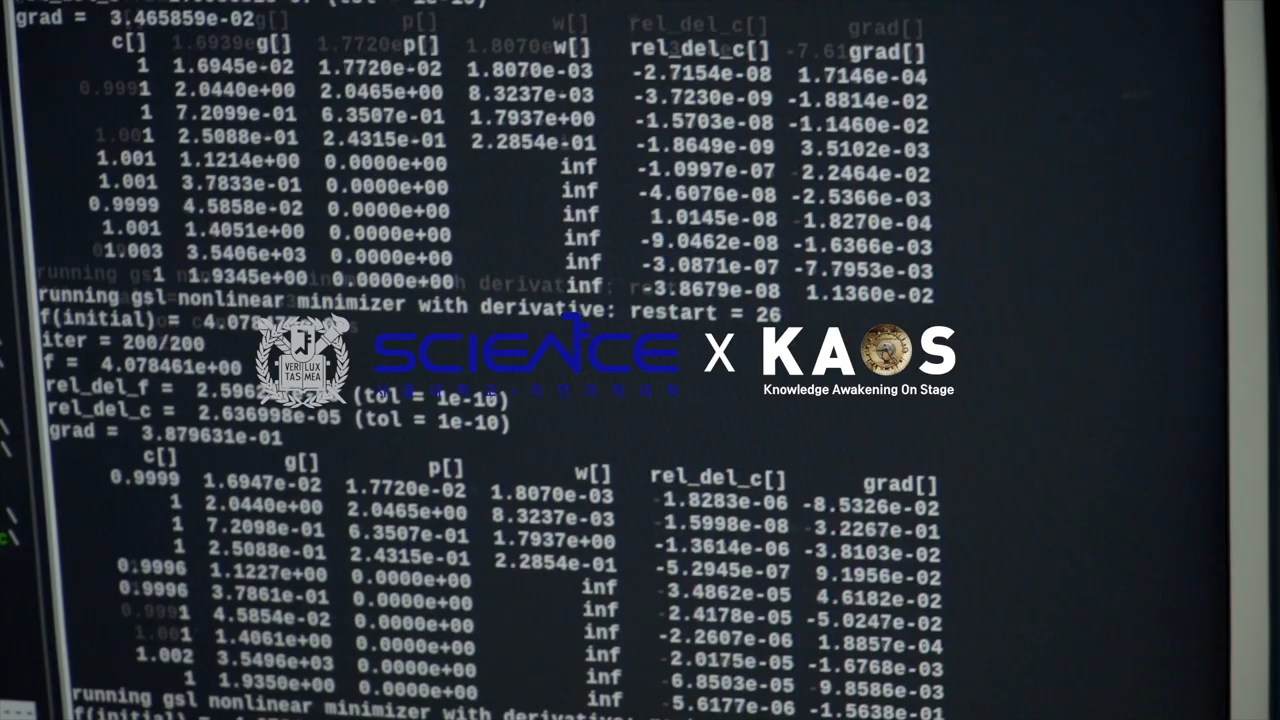 grad = 3.465859e-02
c[] g[] p[] w[] rel_del_c[] grad[]
1 1.6945e-02 1.7720e-02 1.8070e-03 -2.7154e-08 1.7146e-04
1 2.0440e+00 2.0465e+00 8.3237e-03 -3.7230e-09 -1.8814e-02
1 7.2099e-01 6.3507e-01 1.7937e+00 -1.5703e-08 -1.1460e-02
1 2.5088e-01 2.4315e-01 2.2854e-01 -1.8649e-09 3.5102e-03
1.001 1.1214e+00 0.0000e+00 inf -1.0997e-07 2.2464e-02
1.001 3.7833e-01 0.0000e+00 inf -4.6076e-08 -2.5366e-03
0.9999 4.5858e-02 0.0000e+00 inf 1.0145e-08 -1.8270e-04
1.001 1.4051e+00 0.0000e+00 inf -9.0462e-08 -1.6366e-03
1.003 3.5406e+03 0.0000e+00 inf -3.0871e-07 -7.7953e-03
1 1.9345e+00 0.0000e+00 inf -3.8679e-08 1.1360e-02
running gsl nonlinear minimizer with derivative: restart = 26
f(initial) =
iter = 200/200
f = 4.078461e+00
rel_del_f = (tol = 1e-10)
rel_del_c = 2.636998e-05 (tol = 1e-10)
grad = 3.879631e-01
VERI LUX
TAS MEA
SCIENCE
서울대학교·자연과학대학
X
KAOS
Knowledge Awakening On Stage
c[] g[] p[] w[] rel_del_c[] grad[]
0.9999 1.6947e-02 1.7720e-02 1.8070e-03 -1.8283e-06 -8.5326e-02
1 2.0440e+00 2.0465e+00 8.3237e-03 -1.5998e-08 -3.2267e-01
1 7.2098e-01 6.3507e-01 1.7937e+00 -1.3614e-06 -3.8103e-02
1 2.5088e-01 2.4315e-01 2.2854e-01 -5.2945e-07 9.1956e-02
0.9996 1.1227e+00 0.0000e+00 inf 3.4862e-05 4.6182e-02
0.9996 3.7861e-01 0.0000e+00 inf 2.4178e-05 -5.0247e-02
1 4.5854e-02 0.0000e+00 inf -2.2607e-06 1.8857e-04
1 1.4061e+00 0.0000e+00 inf 2.0175e-05 -1.6768e-03
1.002 3.5496e+03 0.0000e+00 inf 6.8503e-05 -9.8586e-03
1 1.9350e+00 0.0000e+00 inf 5.6177e-06 -1.5638e-01
running gsl nonlinear minimizer with derivative:
f(initial) =